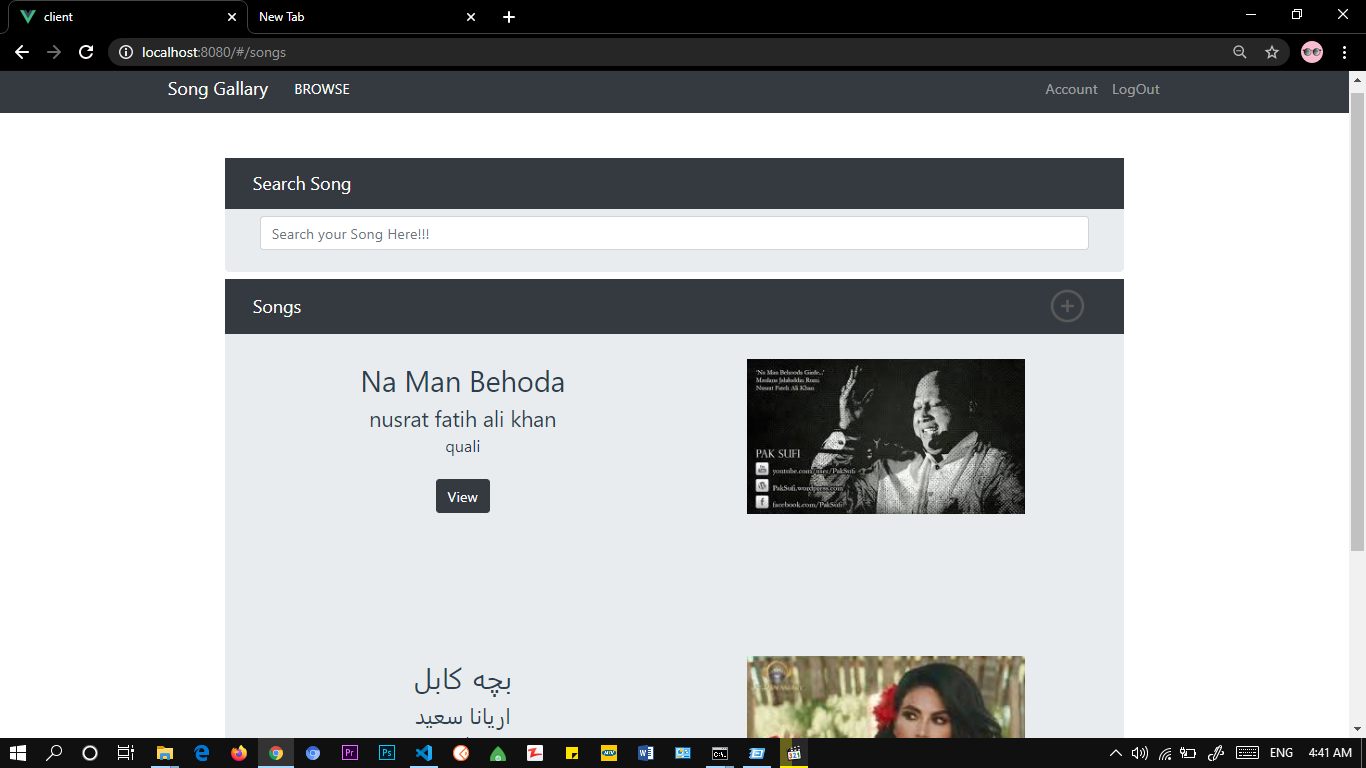 client
New Tab
localhost:8080/#/songs
Song Gallary
BROWSE
Account
LogOut
Search Song
Search your Song Here!!!
Songs
Na Man Behoda
nusrat fatih ali khan
quali
View
'Na Man Behooda Girde...'
Maulana Jalaluddin Rumi
Nusrat Fateh Ali Khan
PAK SUFI
youtube.com/user/PakSufi
PakSufi.wordpress.com
facebook.com/PakSufi
بچه کابل
اریانا سعید
ENG
4:41 AM